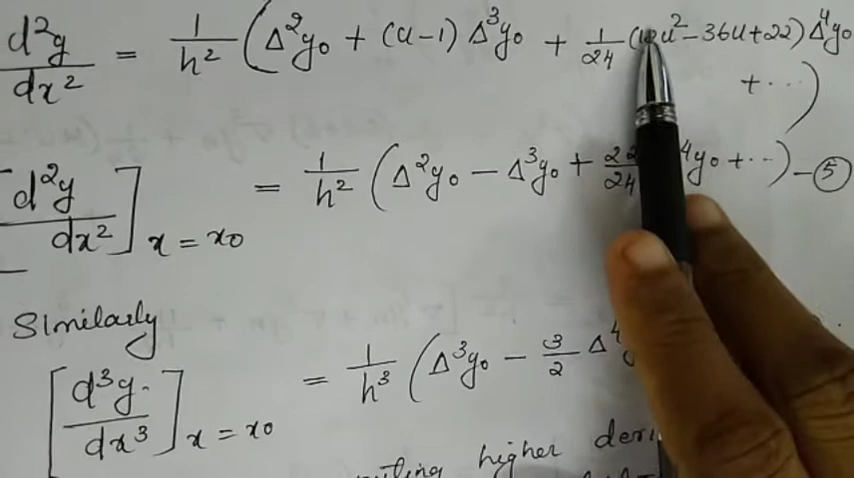 d²y/dx² = 1/h² (Δ²y₀ + (u-1) Δ³y₀ + 1/24 (12u² - 36u + 22) Δ⁴y₀
+ ...)
d²y/dx²]ₓ₌ₓ₀ = 1/h² (Δ²y₀ - Δ³y₀ + 22/24 ⁴y₀ + ...) - ⑤
Similarly
[d³y/dx³]ₓ₌ₓ₀ = 1/h³ (Δ³y₀ - 3/2 Δ⁴
higher